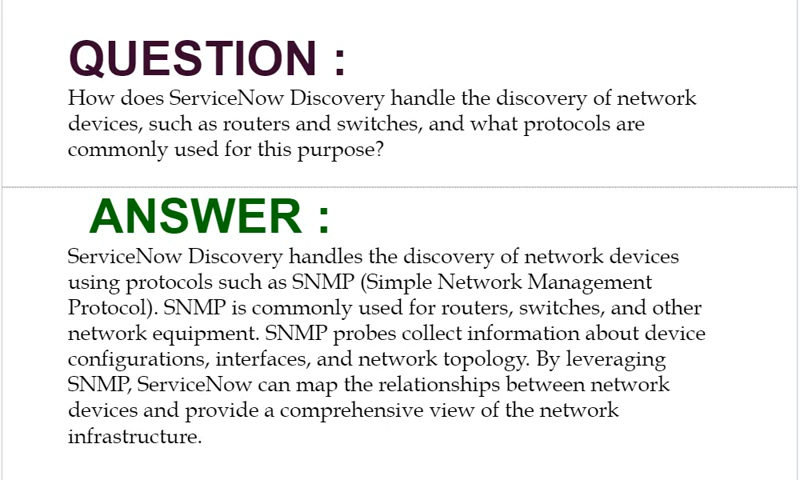 QUESTION :
How does ServiceNow Discovery handle the discovery of network
devices, such as routers and switches, and what protocols are
commonly used for this purpose?
ANSWER :
ServiceNow Discovery handles the discovery of network devices
using protocols such as SNMP (Simple Network Management
Protocol). SNMP is commonly used for routers, switches, and other
network equipment. SNMP probes collect information about device
configurations, interfaces, and network topology. By leveraging
SNMP, ServiceNow can map the relationships between network
devices and provide a comprehensive view of the network
infrastructure.